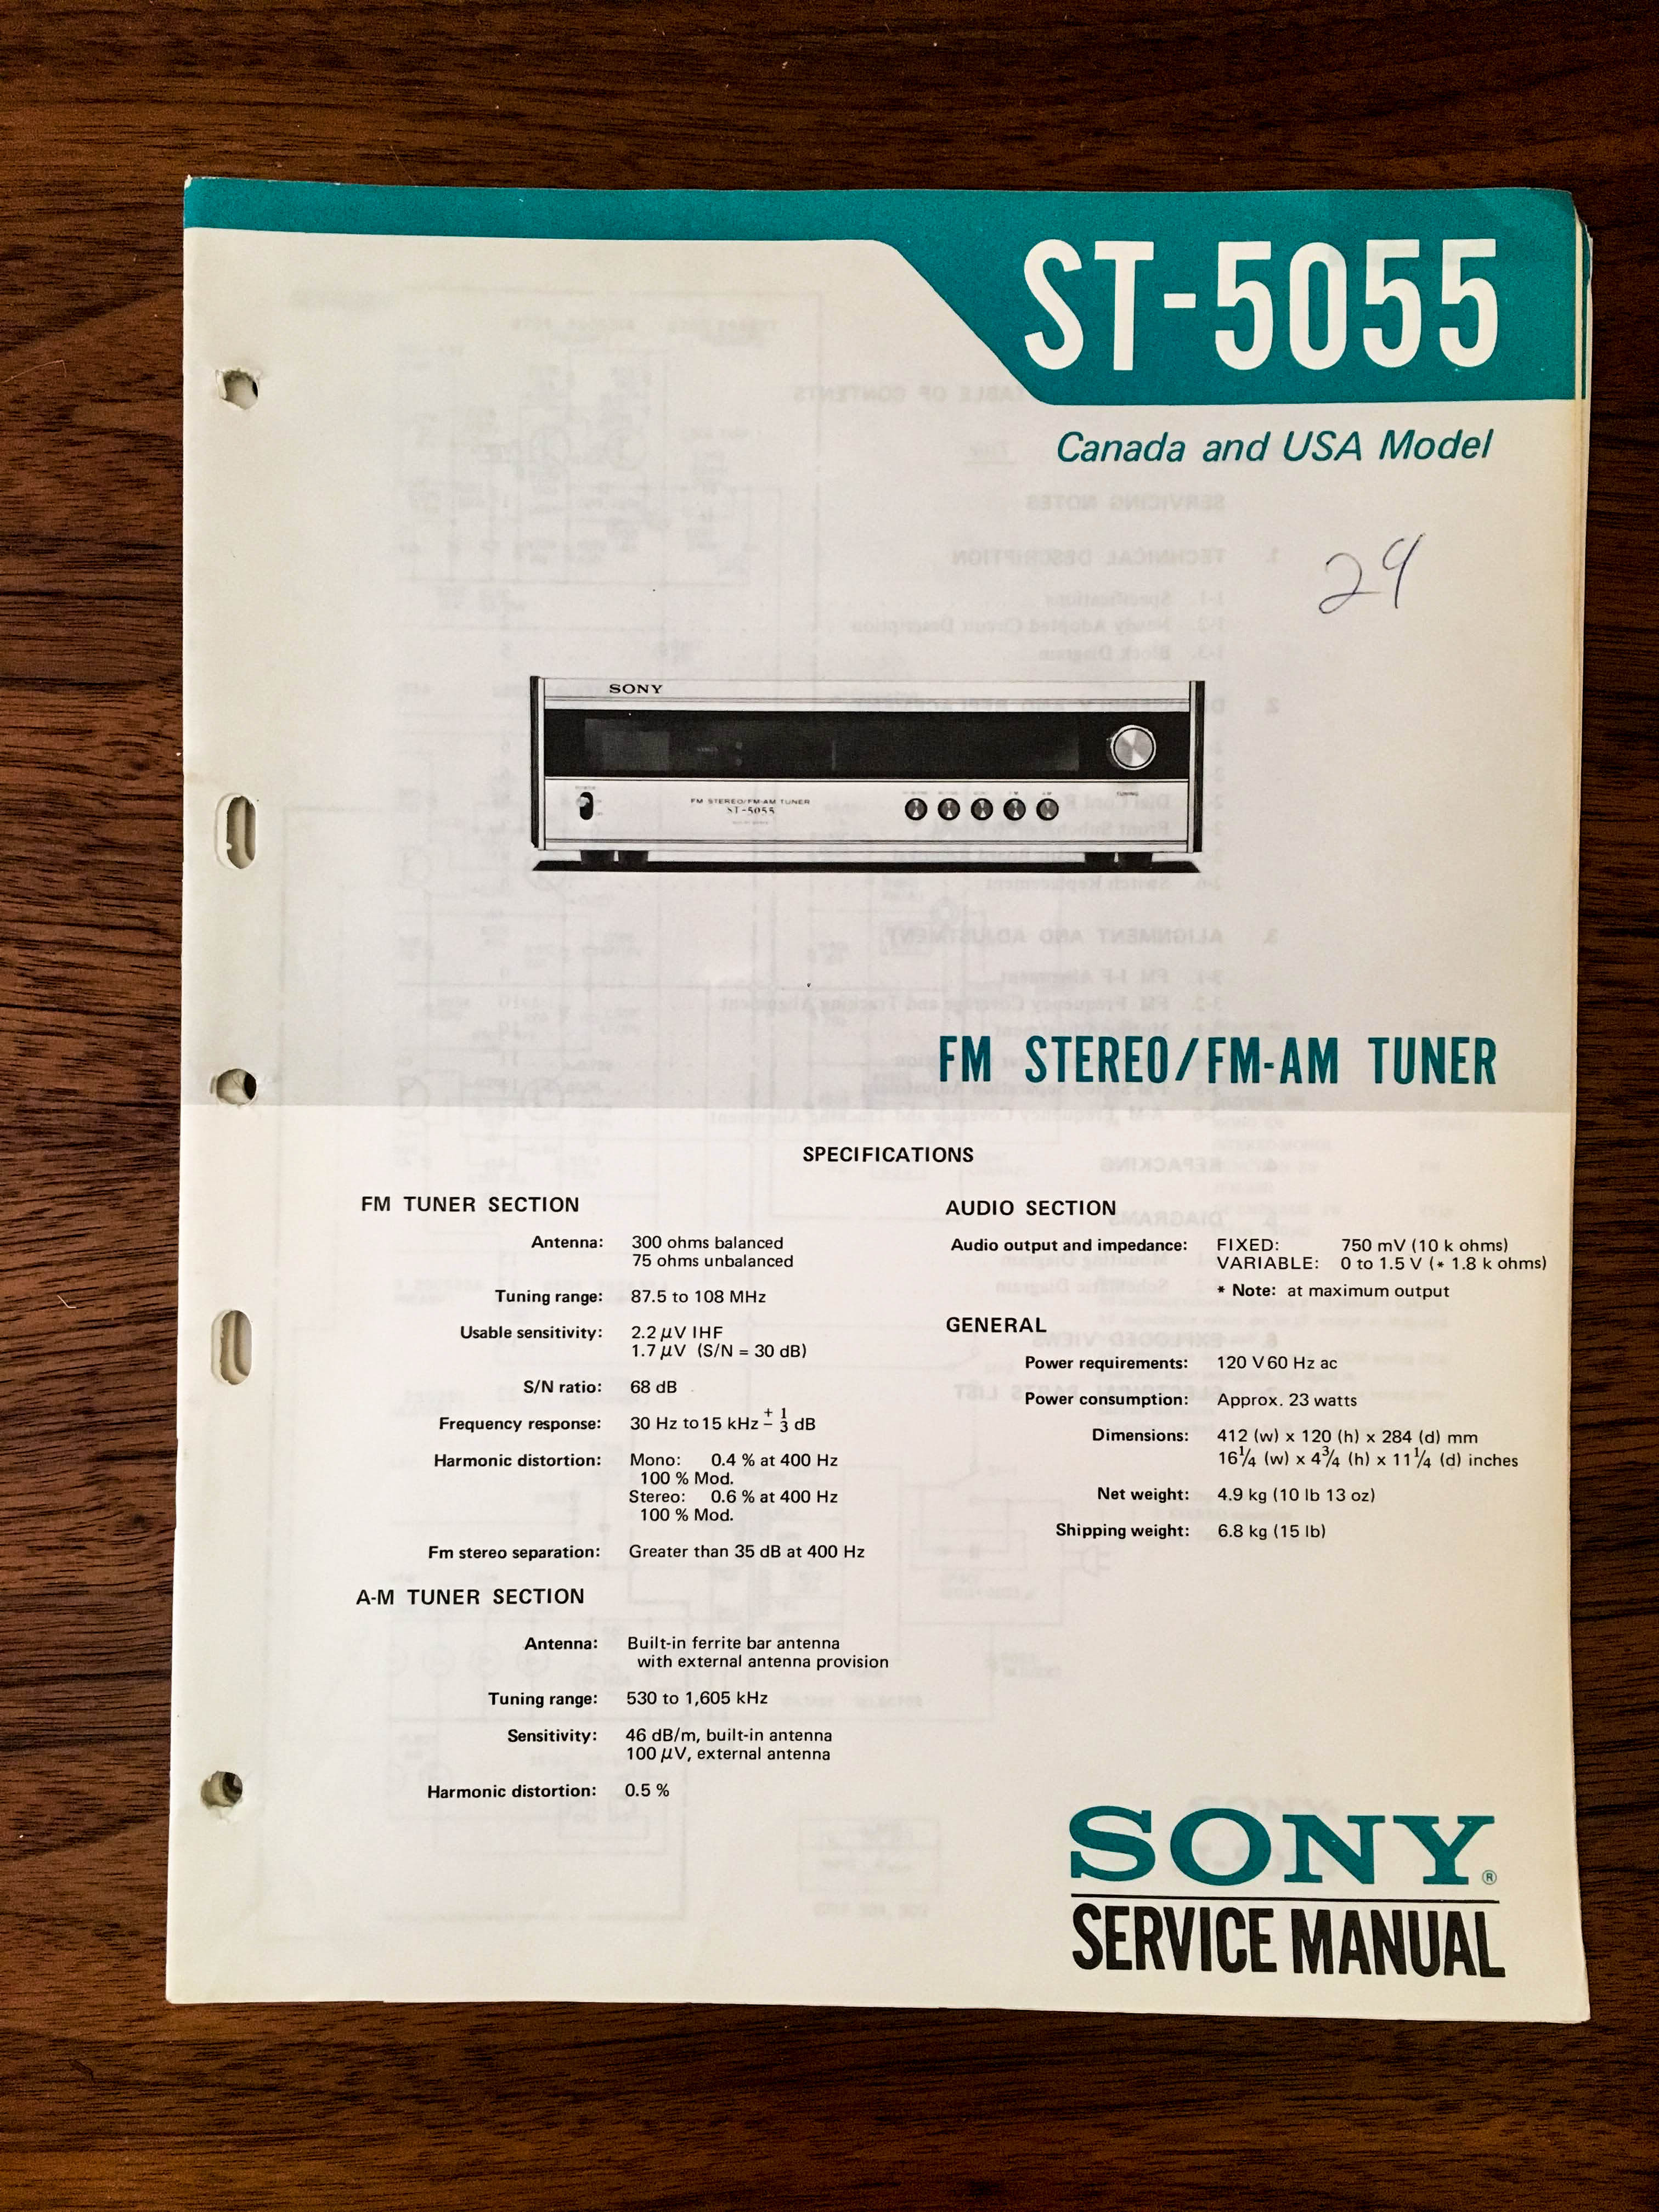 ST-5055
Canada and USA Model
24
SONY
FM STEREO/FM-AM TUNER
ST-5055
TUNING
FM STEREO/FM-AM TUNER
SPECIFICATIONS
FM TUNER SECTION
Antenna: 300 ohms balanced
75 ohms unbalanced
Tuning range: 87.5 to 108 MHz
Usable sensitivity: 2.2 μV IHF
1.7 μV (S/N = 30 dB)
S/N ratio: 68 dB
Frequency response: 30 Hz to 15 kHz + 1 − 3 dB
Harmonic distortion: Mono: 0.4 % at 400 Hz
100 % Mod.
Stereo: 0.6 % at 400 Hz
100 % Mod.
Fm stereo separation: Greater than 35 dB at 400 Hz
A-M TUNER SECTION
Antenna: Built-in ferrite bar antenna
with external antenna provision
Tuning range: 530 to 1,605 kHz
Sensitivity: 46 dB/m, built-in antenna
100 μV, external antenna
Harmonic distortion: 0.5 %
AUDIO SECTION
Audio output and impedance: FIXED: 750 mV (10 k ohms)
VARIABLE: 0 to 1.5 V (* 1.8 k ohms)
* Note: at maximum output
GENERAL
Power requirements: 120 V 60 Hz ac
Power consumption: Approx. 23 watts
Dimensions: 412 (w) x 120 (h) x 284 (d) mm
16¼ (w) x 4¾ (h) x 11¼ (d) inches
Net weight: 4.9 kg (10 lb 13 oz)
Shipping weight: 6.8 kg (15 lb)
SONY®
SERVICE MANUAL